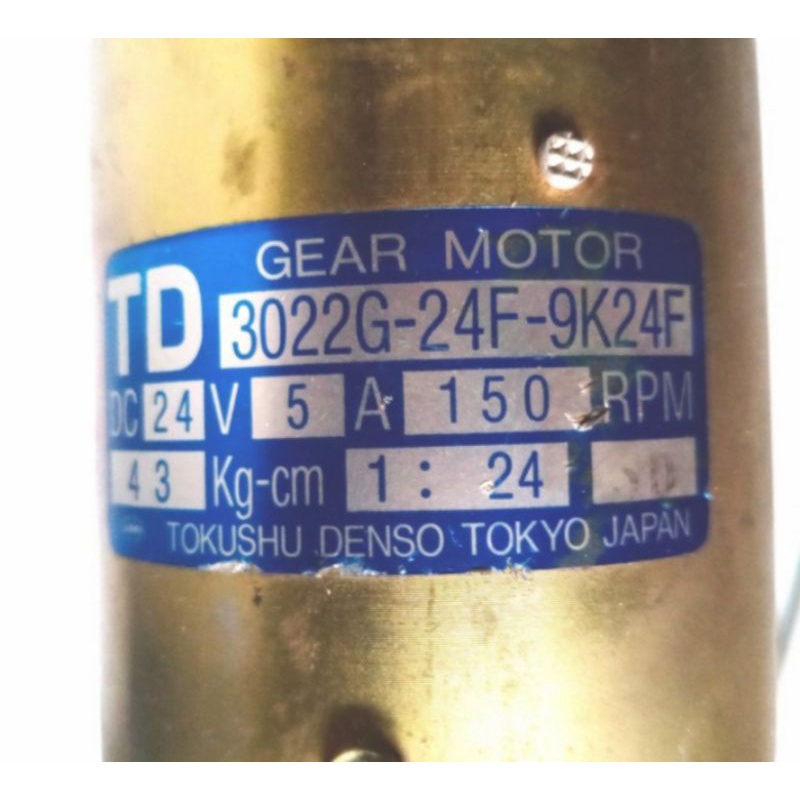 GEAR MOTOR
TD 3022G-24F-9K24F
DC 24 V 5 A 150 RPM
43 Kg-cm 1 : 24
TOKUSHU DENSO TOKYO JAPAN